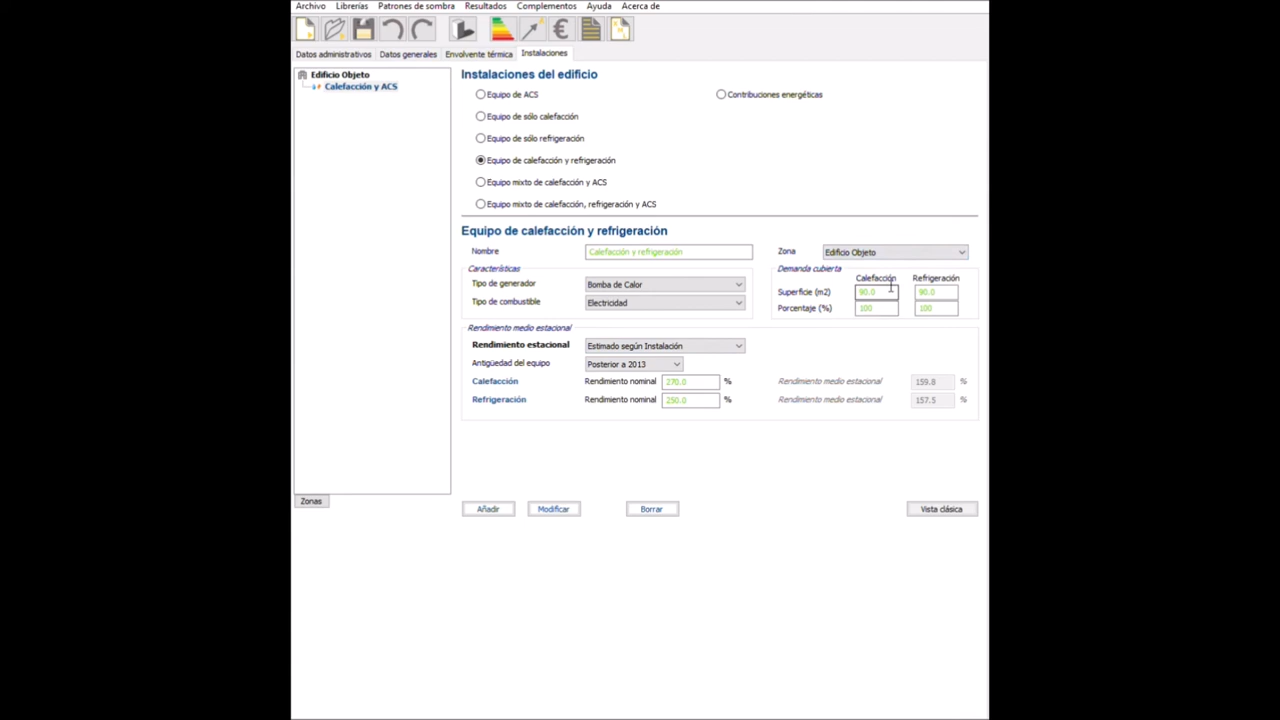 Archivo Librerías Patrones de sombra Resultados Complementos Ayuda Acerca de
Datos administrativos Datos generales Envolvente térmica Instalaciones
Edificio Objeto
Calefacción y ACS
Zonas
Instalaciones del edificio
Equipo de ACS Contribuciones energéticas
Equipo de sólo calefacción
Equipo de sólo refrigeración
Equipo de calefacción y refrigeración
Equipo mixto de calefacción y ACS
Equipo mixto de calefacción, refrigeración y ACS
Equipo de calefacción y refrigeración
Nombre Calefacción y refrigeración Zona Edificio Objeto
Características Demanda cubierta
Calefacción Refrigeración
Tipo de generador Bomba de Calor Superficie (m2) 90.0 90.0
Tipo de combustible Electricidad Porcentaje (%) 100 100
Rendimiento medio estacional
Rendimiento estacional Estimado según Instalación
Antigüedad del equipo Posterior a 2013
Calefacción Rendimiento nominal 270.0 % Rendimiento medio estacional 159.8 %
Refrigeración Rendimiento nominal 250.0 % Rendimiento medio estacional 157.5 %
Añadir Modificar Borrar Vista clásica